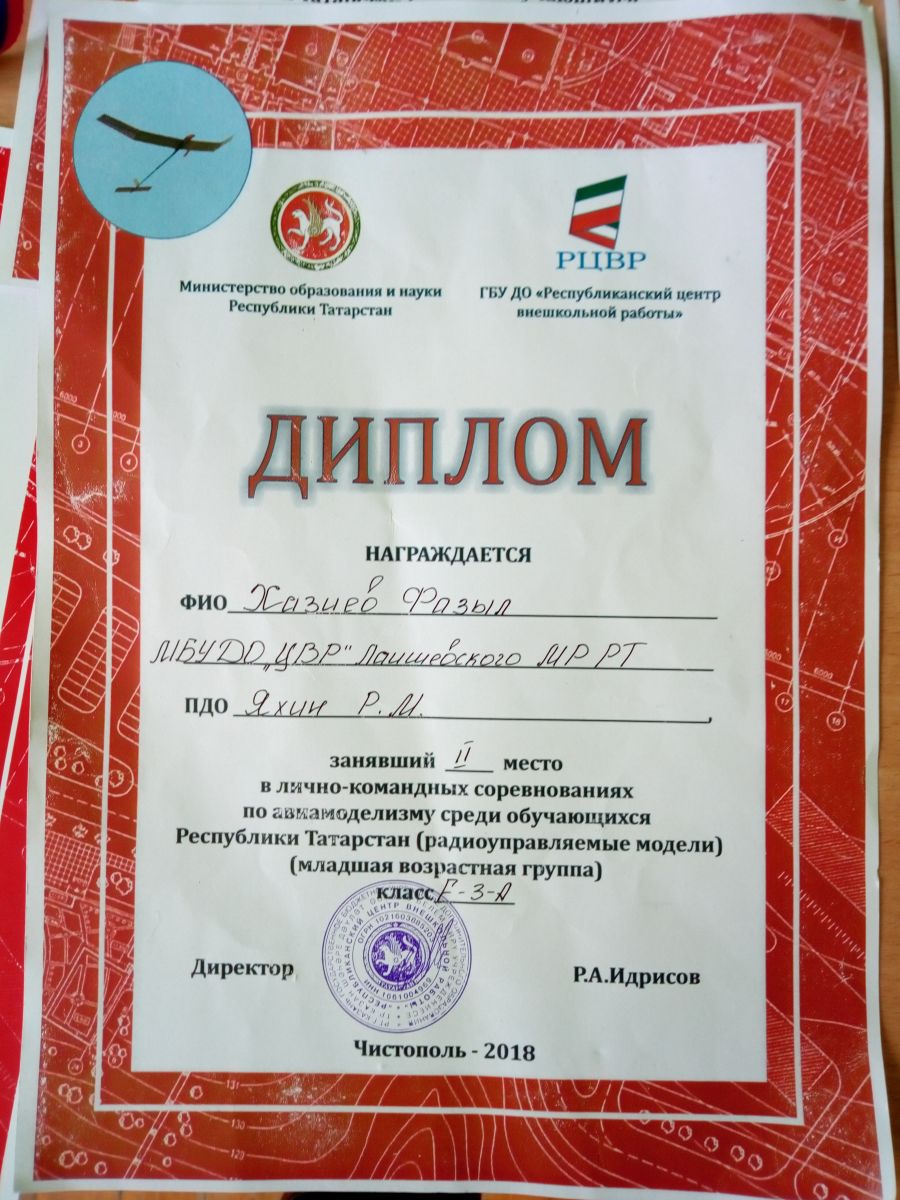 РЦВР
Министерство образования и науки
Республики Татарстан
ГБУ ДО «Республиканский центр
внешкольной работы»
ДИПЛОМ
НАГРАЖДАЕТСЯ
ФИО Хазиев Фазыл
МБУ ДО „ЦВР" Лаишевского МР РТ
ПДО Яхин Р.М.,
занявший II место
в лично-командных соревнованиях
по авиамоделизму среди обучающихся
Республики Татарстан (радиоуправляемые модели)
(младшая возрастная группа)
класс F-3-A
Директор
Р.А.Идрисов
Чистополь - 2018